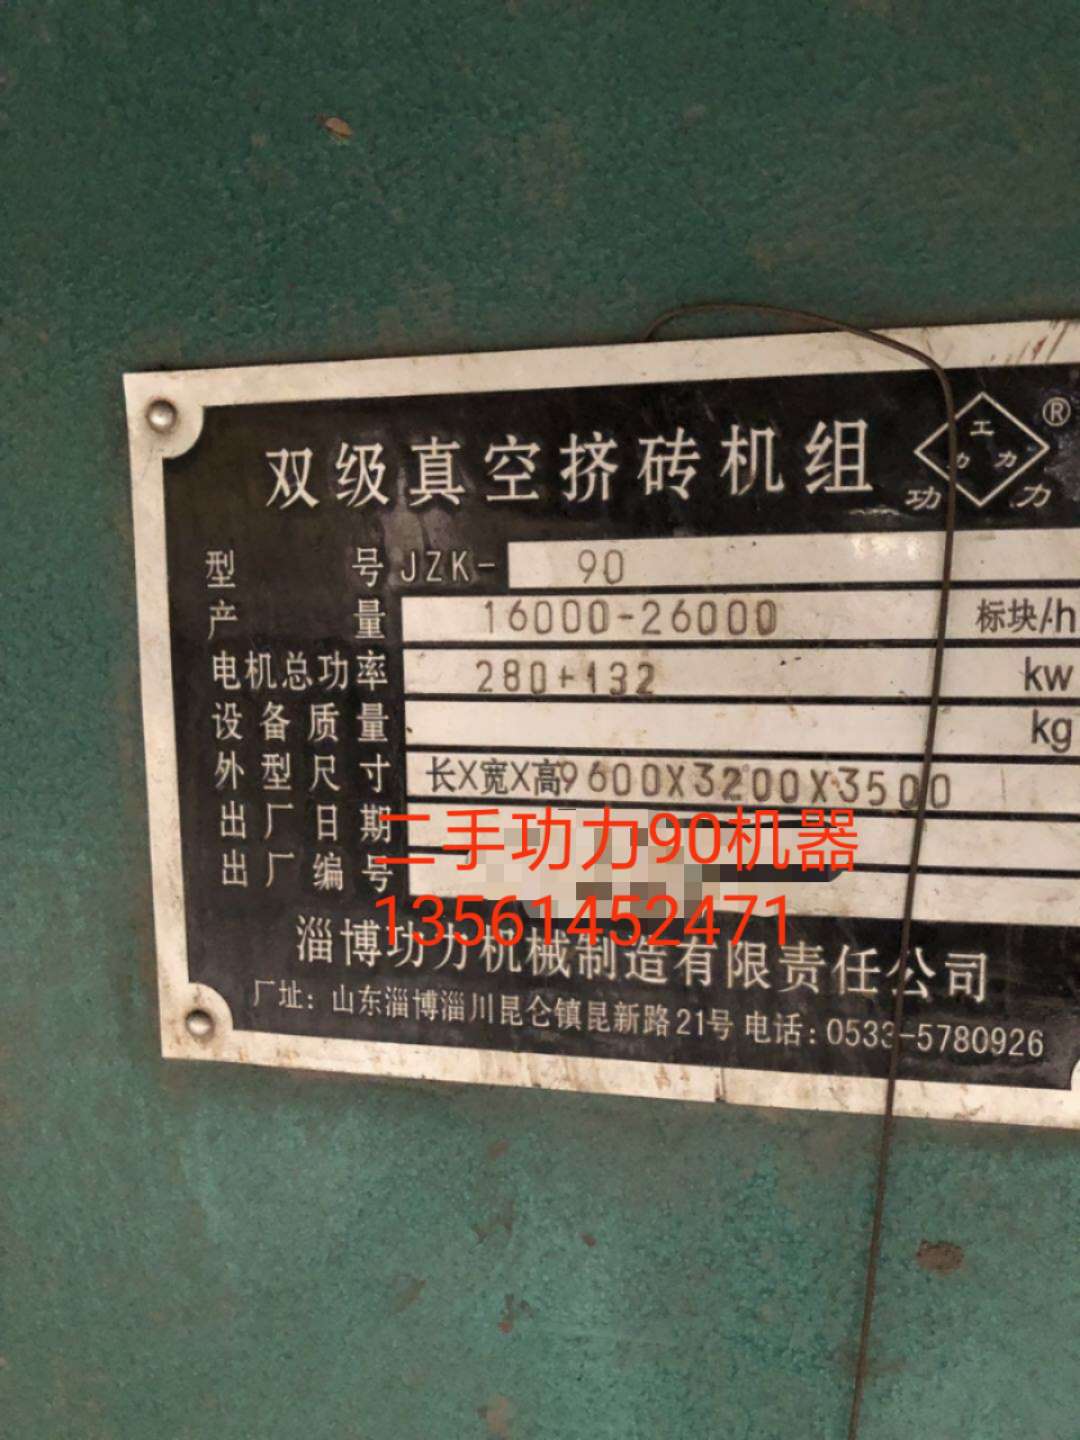 双级真空挤砖机组
工
力 力
功 力
®
型 号 JZK- 90
产 量 16000-26000 标块/h
电机总功率 280+132 kw
设备质量 kg
外型尺寸 长X宽X高9600X3200X3500
出厂日期
二手功力90机器
出厂编号
13561452471
淄博功力机械制造有限责任公司
厂址：山东淄博淄川昆仑镇昆新路21号 电话：0533-5780926